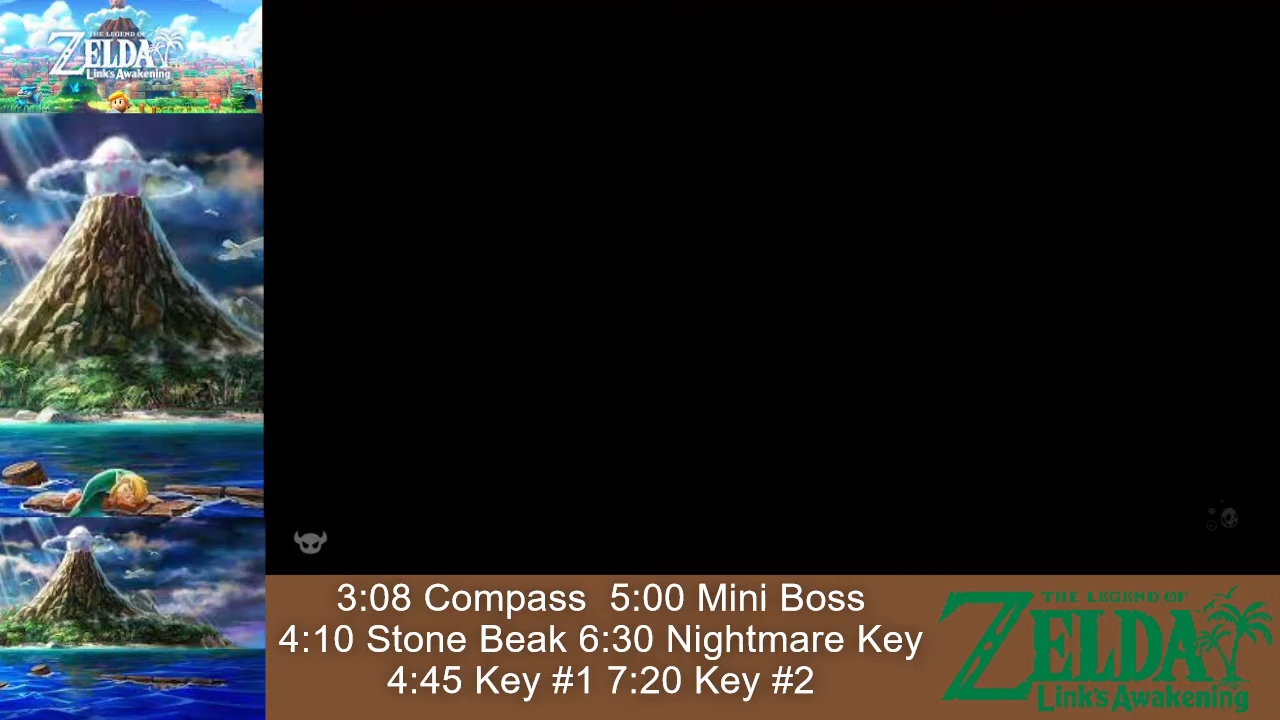 THE LEGEND OF
ZELDA
Link's Awakening
3:08 Compass 5:00 Mini Boss
4:10 Stone Beak 6:30 Nightmare Key
4:45 Key #1 7:20 Key #2
THE LEGEND OF
ZELDA
Link's Awakening